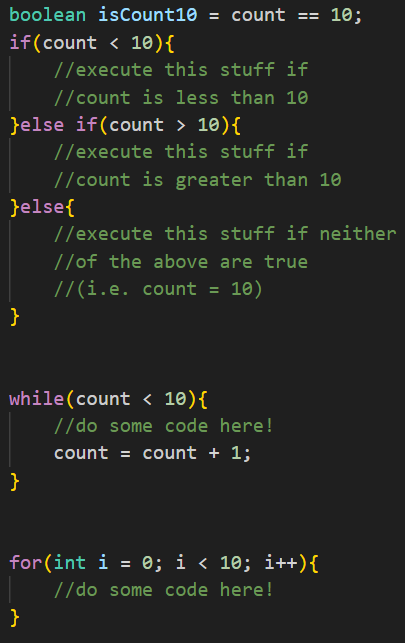 boolean isCount10 = count == 10;
if(count < 10){
//execute this stuff if
//count is less than 10
}else if(count > 10){
//execute this stuff if
//count is greater than 10
}else{
//execute this stuff if neither
//of the above are true
//(i.e. count = 10)
}
while(count < 10){
//do some code here!
count = count + 1;
}
for(int i = 0; i < 10; i++){
//do some code here!
}